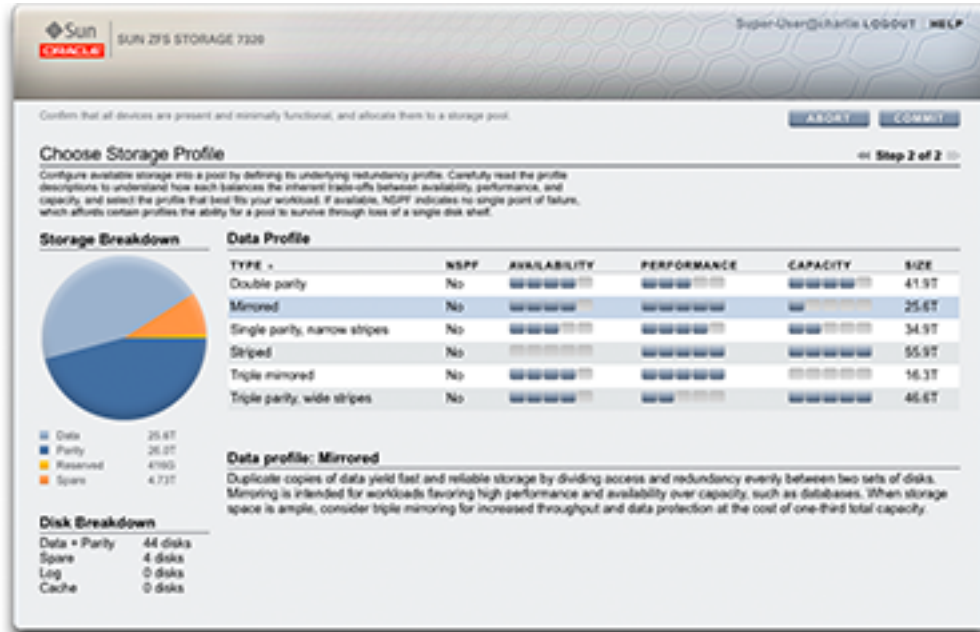 Sun
ORACLE
SUN ZFS STORAGE 7320
Super-User@charlie LOGOUT HELP
Confirm that all devices are present and minimally functional, and allocate them to a storage pool.
ABORT COMMIT
Choose Storage Profile
Step 2 of 2
Configure available storage into a pool by defining its underlying redundancy profile. Carefully read the profile
descriptions to understand how each balances the inherent trade-offs between availability, performance, and
capacity, and select the profile that best fits your workload. If available, NSPF indicates no single point of failure,
which affords certain profiles the ability for a pool to survive through loss of a single disk shelf.
Storage Breakdown
Data 25.6T
Parity 26.0T
Reserved 416G
Spare 4.73T
Disk Breakdown
Data + Parity 44 disks
Spare 4 disks
Log 0 disks
Cache 0 disks
Data Profile
TYPE NSPF AVAILABILITY PERFORMANCE CAPACITY SIZE
Double parity No 41.9T
Mirrored No 25.6T
Single parity, narrow stripes No 34.9T
Striped No 55.9T
Triple mirrored No 16.3T
Triple parity, wide stripes No 46.6T
Data profile: Mirrored
Duplicate copies of data yield fast and reliable storage by dividing access and redundancy evenly between two sets of disks.
Mirroring is intended for workloads favoring high performance and availability over capacity, such as databases. When storage
space is ample, consider triple mirroring for increased throughput and data protection at the cost of one-third total capacity.